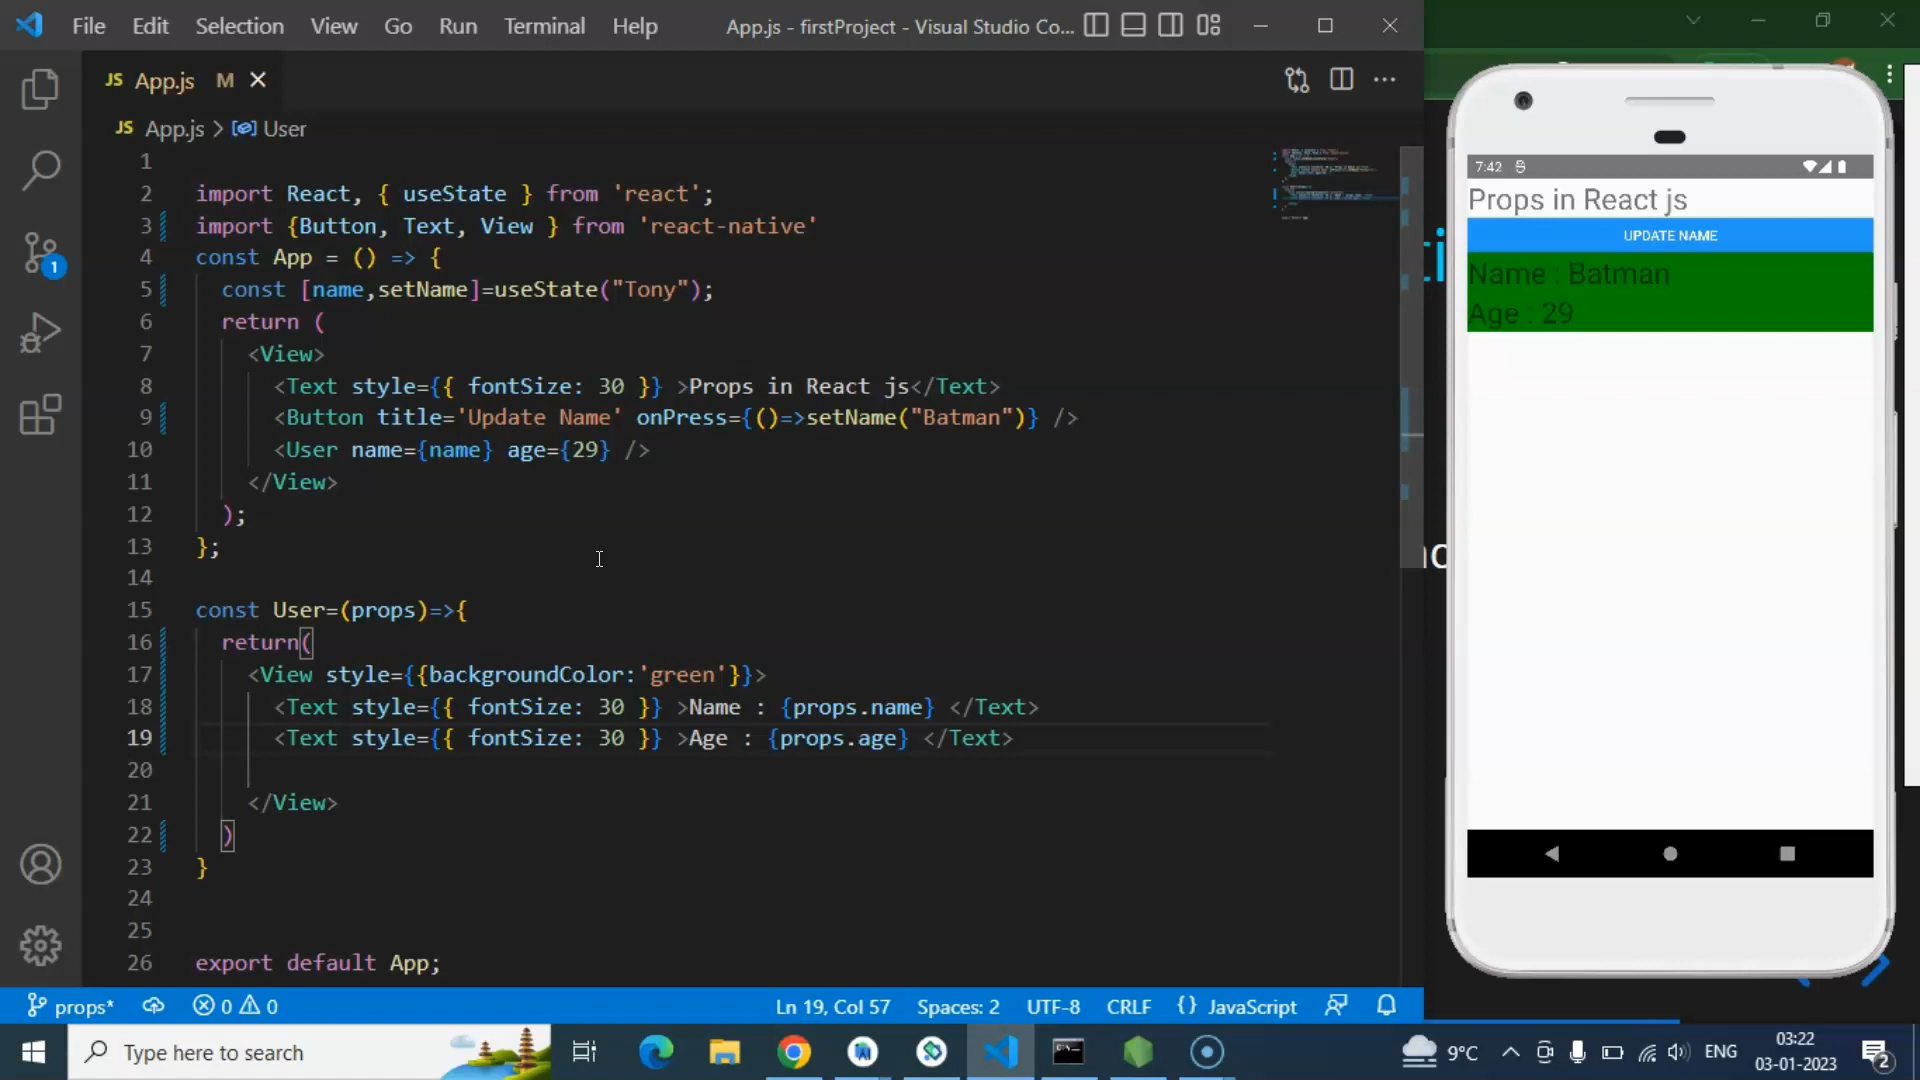 File Edit Selection View Go Run Terminal Help App.js - firstProject - Visual Studio Co...
JS App.js M
JS App.js > User
1
2 import React, { useState } from 'react';
3 import {Button, Text, View } from 'react-native'
4 const App = () => {
5 const [name,setName]=useState("Tony");
6 return (
7 <View>
8 <Text style={{ fontSize: 30 }} >Props in React js</Text>
9 <Button title='Update Name' onPress={()=>setName("Batman")} />
10 <User name={name} age={29} />
11 </View>
12 );
13 };
14
15 const User=(props)=>{
16 return(
17 <View style={{backgroundColor:'green'}}>
18 <Text style={{ fontSize: 30 }} >Name : {props.name} </Text>
19 <Text style={{ fontSize: 30 }} >Age : {props.age} </Text>
20
21 </View>
22 )
23 }
24
25
26 export default App;
props* 0 0 Ln 19, Col 57 Spaces: 2 UTF-8 CRLF {} JavaScript
7:42
Props in React js
UPDATE NAME
Name : Batman
Age : 29
1
Type here to search
9°C ENG 03:22
03-01-2023 2